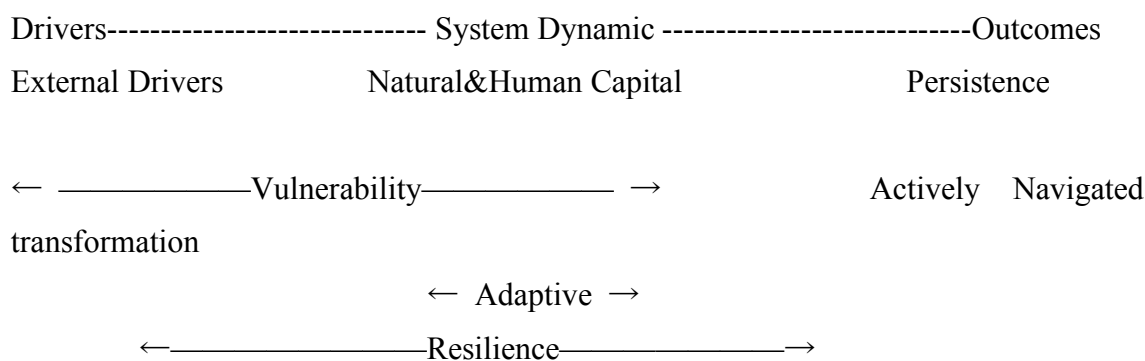 Drivers------------------------------ System Dynamic -----------------------------Outcomes
External Drivers Natural&Human Capital Persistence
← ——————Vulnerability—————— → Actively Navigated
transformation
← Adaptive →
←————————Resilience———————→